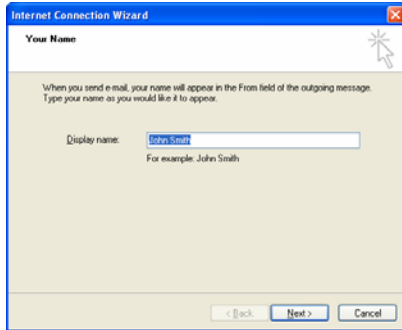 Internet Connection Wizard
Your Name
When you send e-mail, your name will appear in the From field of the outgoing message.
Type your name as you would like it to appear.
Display name: John Smith
For example: John Smith
< Back Next > Cancel